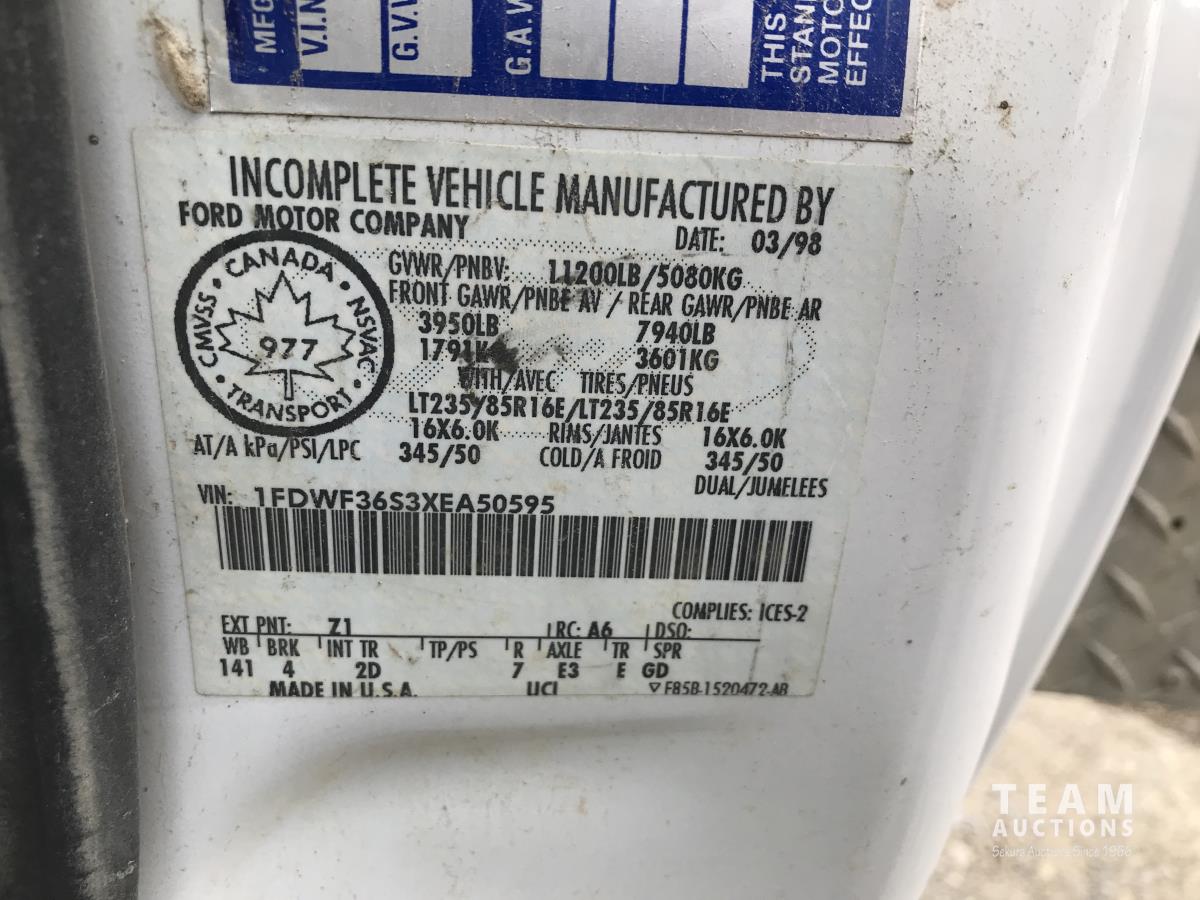 MFG
V.I.N
G.V.V
G.A.W
THIS
STAND
MOTO
EFFEC
INCOMPLETE VEHICLE MANUFACTURED BY
FORD MOTOR COMPANY
DATE: 03/98
GVWR/PNBV: 11200LB/5080KG
FRONT GAWR/PNBE AV / REAR GAWR/PNBE AR
3950LB 7940LB
1791KG 3601KG
WITH/AVEC TIRES/PNEUS
LT235/85R16E/LT235/85R16E
16X6.0K RIMS/JANTES 16X6.0K
AT/A kPa/PSI/LPC 345/50 COLD/A FROID 345/50
DUAL/JUMELEES
CANADA
CMVSS · NSVAC
977
TRANSPORT
VIN: 1FDWF36S3XEA50595
COMPLIES: ICES-2
EXT PNT: Z1 RC: A6 DSO:
WB BRK INT TR TP/PS R AXLE TR SPR
141 4 2D 7 E3 E GD
MADE IN U.S.A. UCI ▽ F85B-1520472-AB
TEAM
AUCTIONS
Sekura Auctions Since 1966